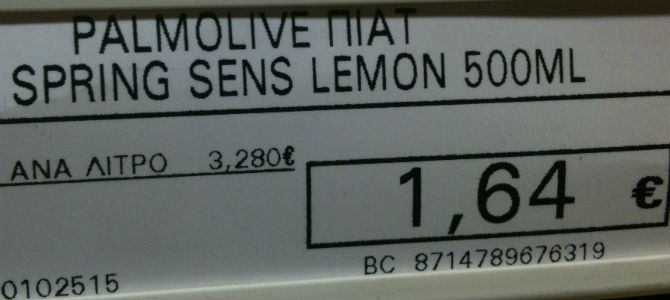 PALMOLIVE ΠΙΑΤ
SPRING SENS LEMON 500ML
ΑΝΑ ΛΙΤΡΟ 3,280€
1,64 €
BC 8714789676319
0102515